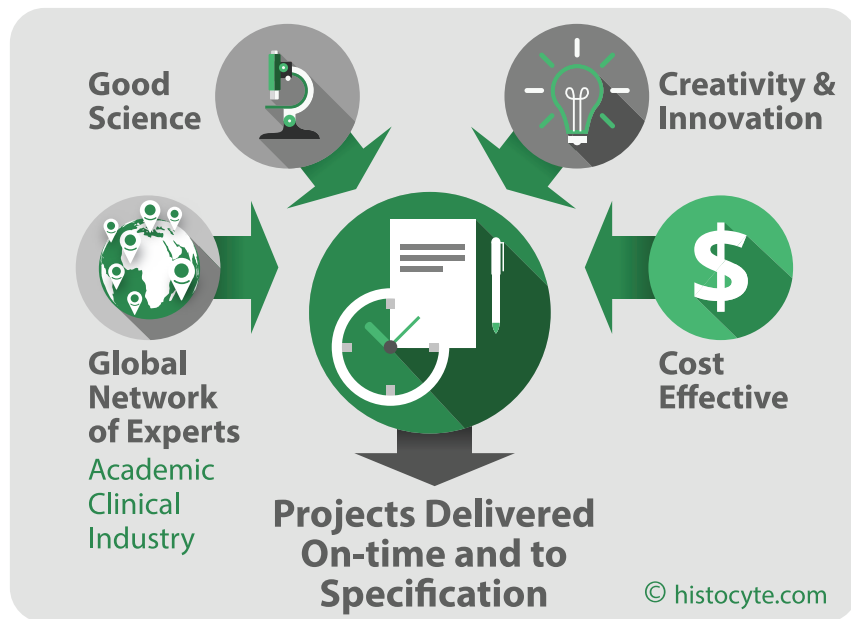 Good
Science
Creativity &
Innovation
$
Global
Network
of Experts
Academic
Clinical
Industry
Cost
Effective
Projects Delivered
On-time and to
Specification
© histocyte.com